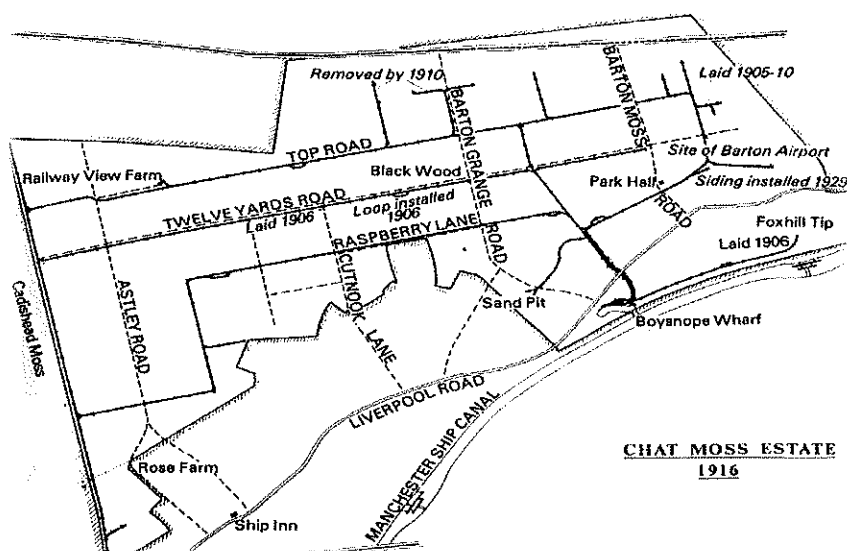 Removed by 1910
BARTON GRANGE ROAD
BARTON MOSS ROAD
Laid 1905-10
TOP ROAD
Site of Barton Airport
Railway View Farm
Black Wood
Park Hall
Siding installed 1929
TWELVE YARDS ROAD
Laid 1906
Loop installed
1906
RASPBERRY LANE
Foxhill Tip
Laid 1906
ASTLEY ROAD
CUTNOOK LANE
Sand Pit
Boysnope Wharf
Cadishead Moss
LIVERPOOL ROAD
MANCHESTER SHIP CANAL
CHAT MOSS ESTATE
1916
Rose Farm
Ship Inn